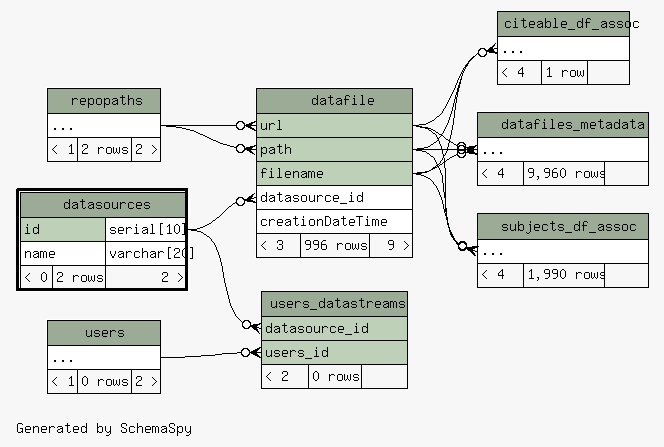 citeable_df_assoc
...
< 4 1 row
repopaths
...
< 1 2 rows 2 >
datafile
url
path
filename
datasource_id
creationDateTime
< 3 996 rows 9 >
datafiles_metadata
...
< 4 9,960 rows
datasources
id serial[10]
name varchar[20]
< 0 2 rows 2 >
subjects_df_assoc
...
< 4 1,990 rows
users_datastreams
datasource_id
users_id
< 2 0 rows
users
...
< 1 0 rows 2 >
Generated by SchemaSpy